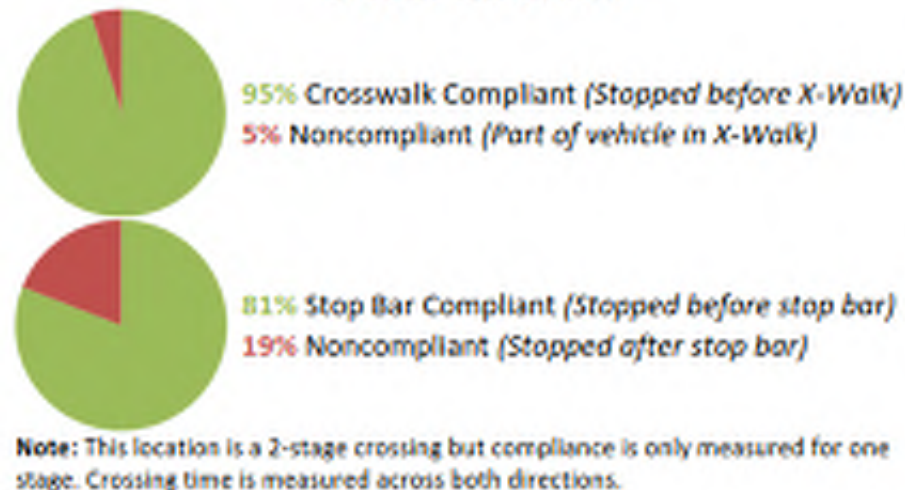 95% Crosswalk Compliant (Stopped before X-Walk)
5% Noncompliant (Part of vehicle in X-Walk)
81% Stop Bar Compliant (Stopped before stop bar)
19% Noncompliant (Stopped after stop bar)
Note: This location is a 2-stage crossing but compliance is only measured for one
stage. Crossing time is measured across both directions.